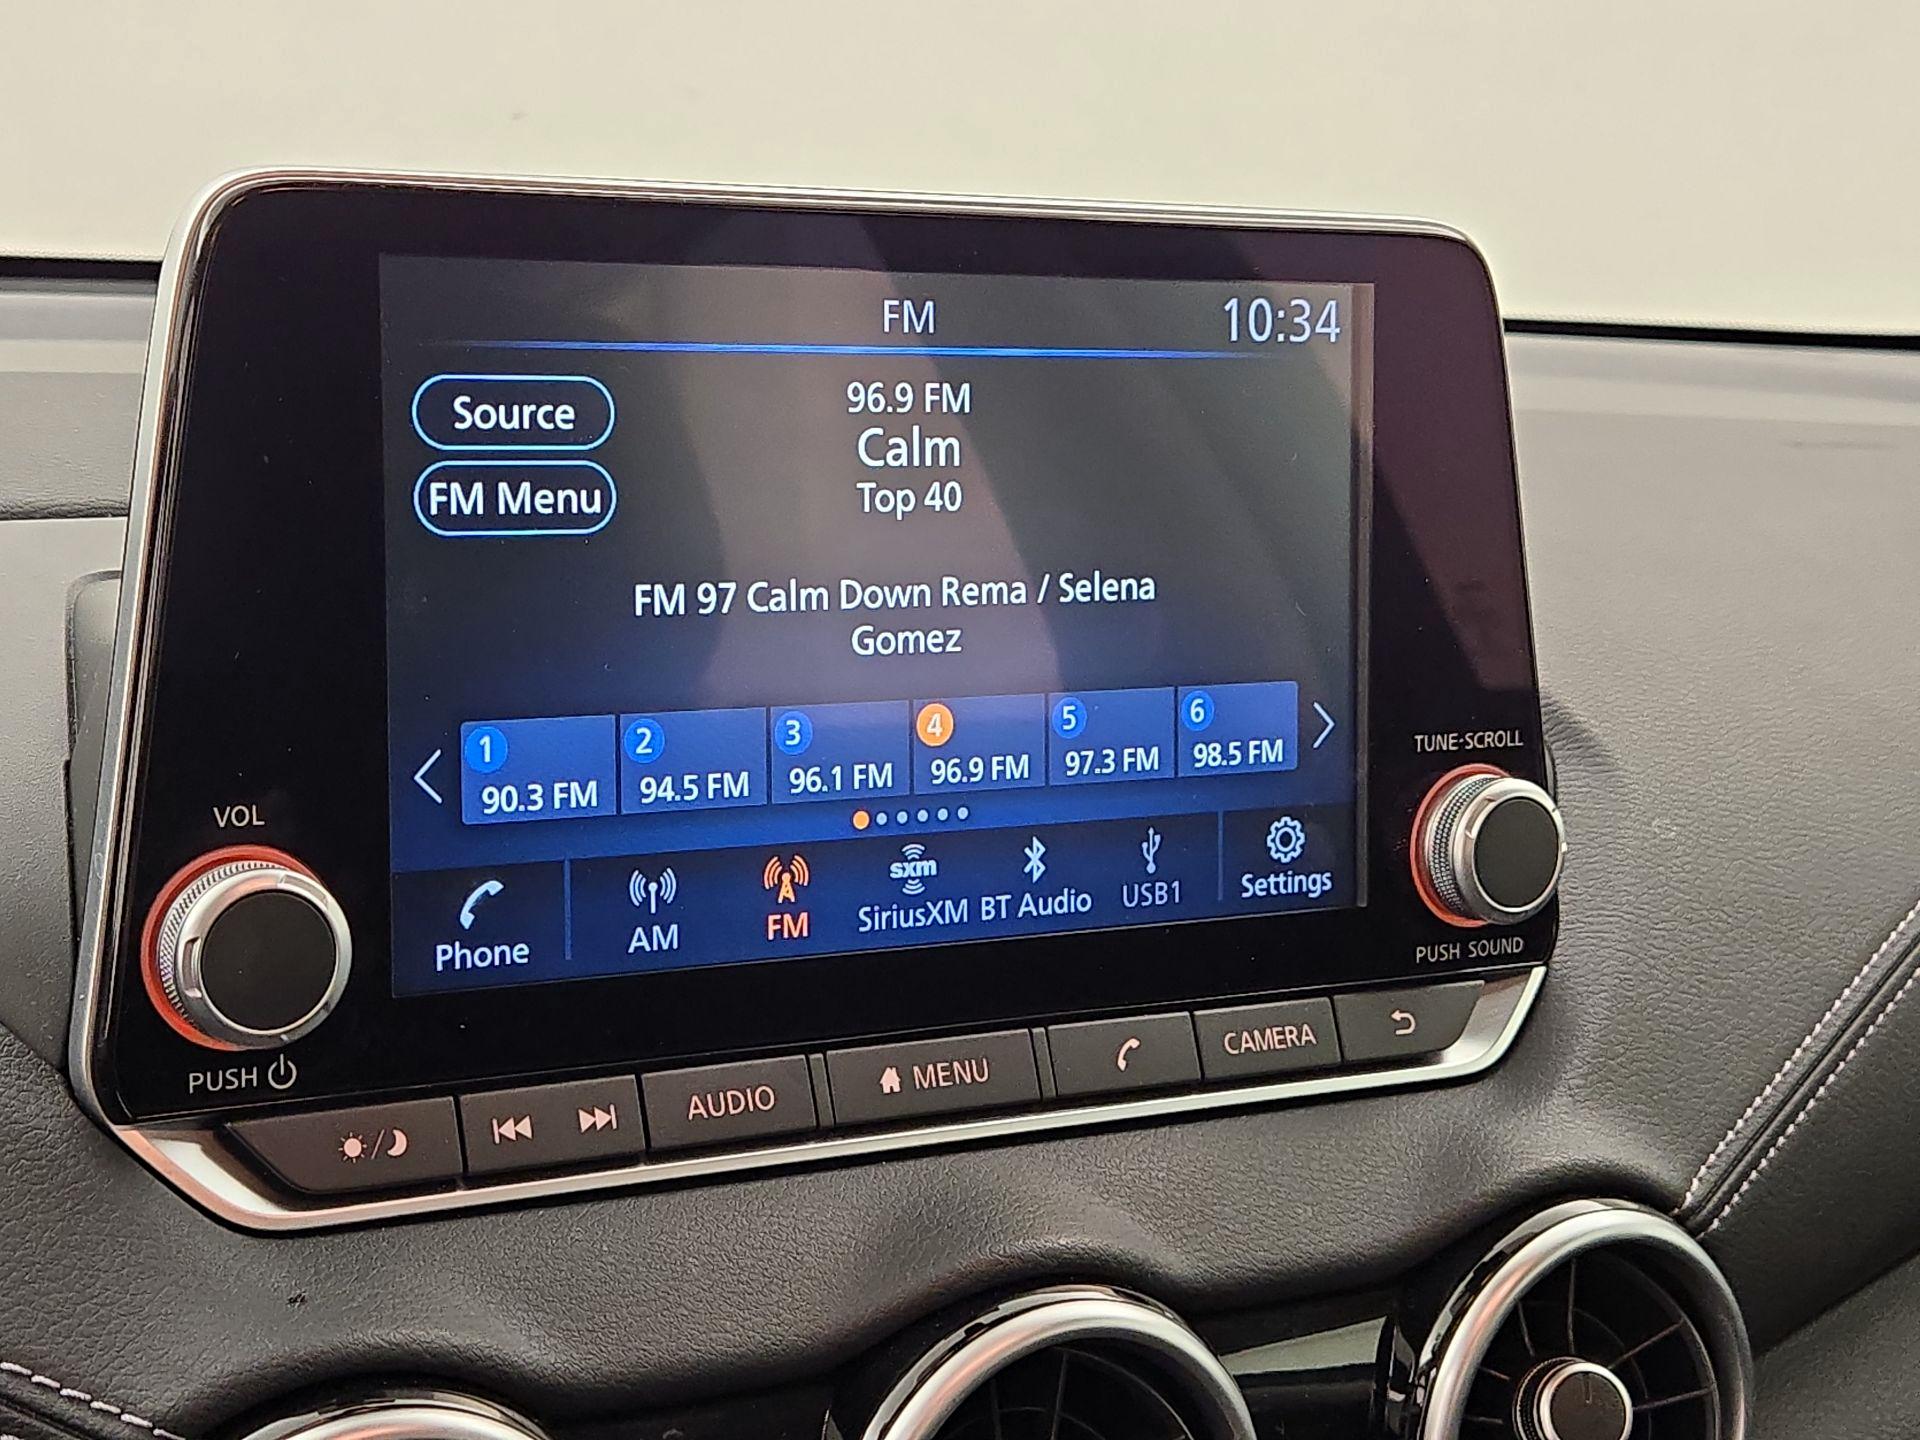 FM
10:34
Source
96.9 FM
Calm
FM Menu
Top 40
FM 97 Calm Down Rema / Selena
Gomez
1
2
3
4
5
6
90.3 FM
94.5 FM
96.1 FM
96.9 FM
97.3 FM
98.5 FM
Phone
AM
FM
sxm
SiriusXM
BT Audio
USB1
Settings
VOL
PUSH
TUNE·SCROLL
PUSH SOUND
AUDIO
MENU
CAMERA